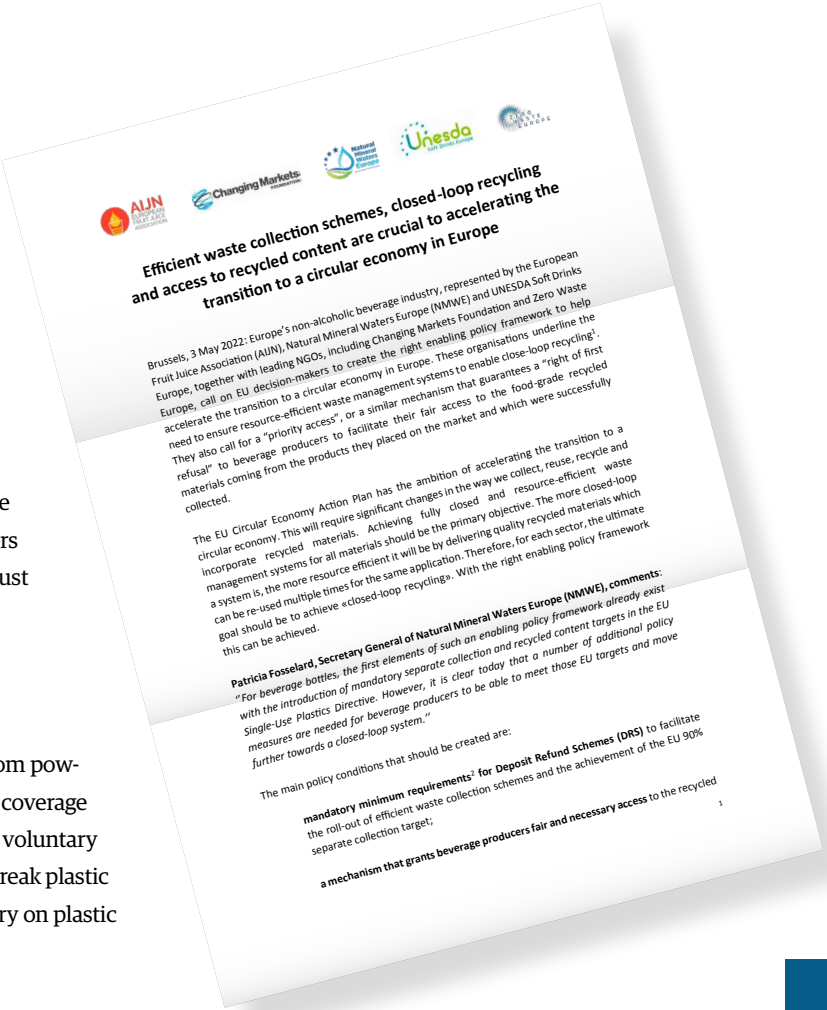 AIJN
EUROPEAN
FRUIT JUICE
ASSOCIATION
Changing Markets
FOUNDATION
Natural
Mineral
Waters
Europe
Unesda
Soft Drinks Europe
ZERO
WASTE
EUROPE
Efficient waste collection schemes, closed-loop recycling
and access to recycled content are crucial to accelerating the
transition to a circular economy in Europe
Brussels, 3 May 2022: Europe's non-alcoholic beverage industry, represented by the European
Fruit Juice Association (AIJN), Natural Mineral Waters Europe (NMWE) and UNESDA Soft Drinks
Europe, together with leading NGOs, including Changing Markets Foundation and Zero Waste
Europe, call on EU decision-makers to create the right enabling policy framework to help
accelerate the transition to a circular economy in Europe. These organisations underline the
need to ensure resource-efficient waste management systems to enable close-loop recycling¹.
They also call for a "priority access", or a similar mechanism that guarantees a "right of first
refusal" to beverage producers to facilitate their fair access to the food-grade recycled
materials coming from the products they placed on the market and which were successfully
collected.
The EU Circular Economy Action Plan has the ambition of accelerating the transition to a
circular economy. This will require significant changes in the way we collect, reuse, recycle and
incorporate recycled materials. Achieving fully closed and resource-efficient waste
management systems for all materials should be the primary objective. The more closed-loop
a system is, the more resource efficient it will be by delivering quality recycled materials which
can be re-used multiple times for the same application. Therefore, for each sector, the ultimate
goal should be to achieve «closed-loop recycling». With the right enabling policy framework
this can be achieved.
Patricia Fosselard, Secretary General of Natural Mineral Waters Europe (NMWE), comments:
"For beverage bottles, the first elements of such an enabling policy framework already exist
with the introduction of mandatory separate collection and recycled content targets in the EU
Single-Use Plastics Directive. However, it is clear today that a number of additional policy
measures are needed for beverage producers to be able to meet those EU targets and move
further towards a closed-loop system."
The main policy conditions that should be created are:
mandatory minimum requirements² for Deposit Refund Schemes (DRS) to facilitate
the roll-out of efficient waste collection schemes and the achievement of the EU 90%
separate collection target;
a mechanism that grants beverage producers fair and necessary access to the recycled
1
e
rs
ust
om pow-
coverage
voluntary
reak plastic
ry on plastic